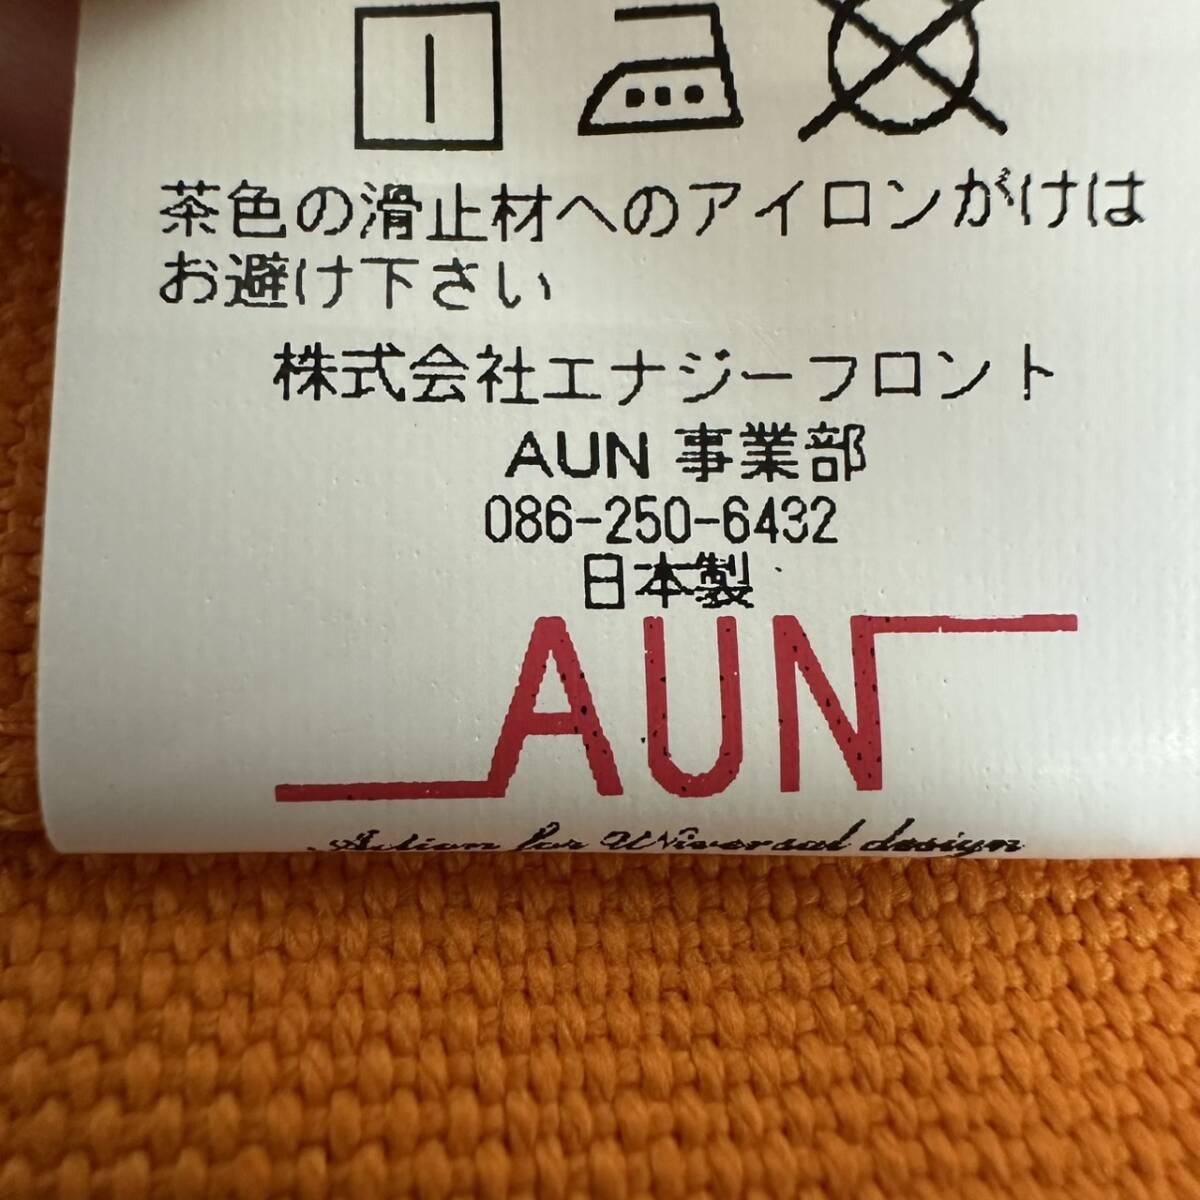 茶色の滑止材へのアイロンがけは
お避け下さい
株式会社エナジーフロント
AUN 事業部
086-250-6432
日本製
AUN
Action for UNiversal design